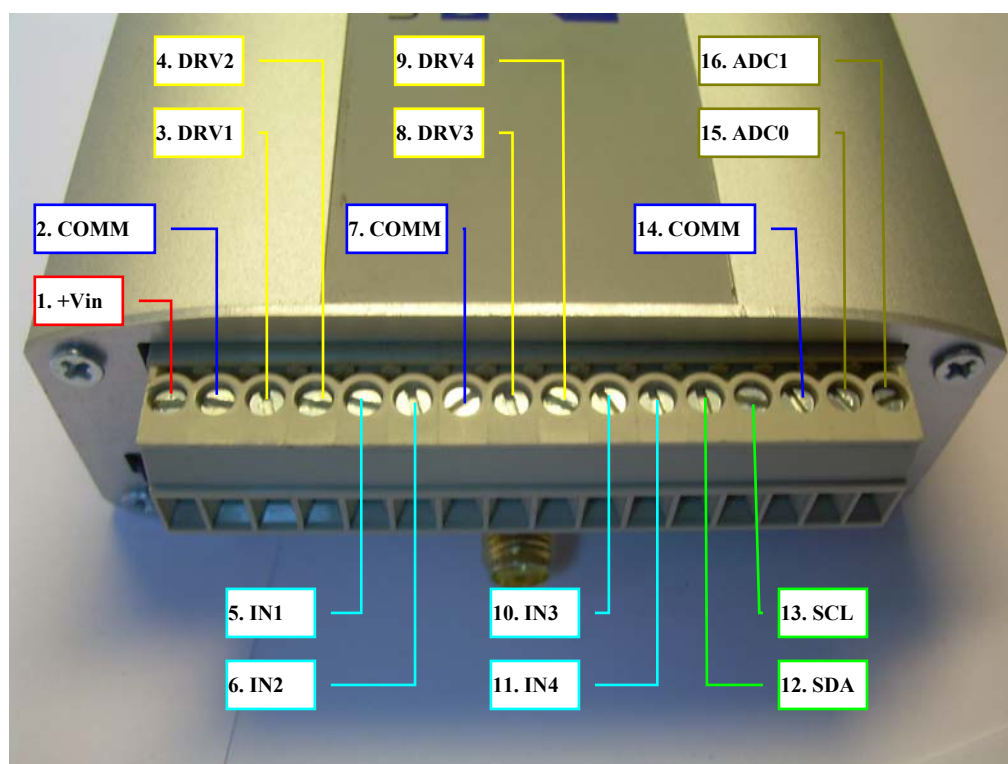 4. DRV2
9. DRV4
16. ADC1
3. DRV1
8. DRV3
15. ADC0
2. COMM
7. COMM
14. COMM
1. +Vin
5. IN1
10. IN3
13. SCL
6. IN2
11. IN4
12. SDA